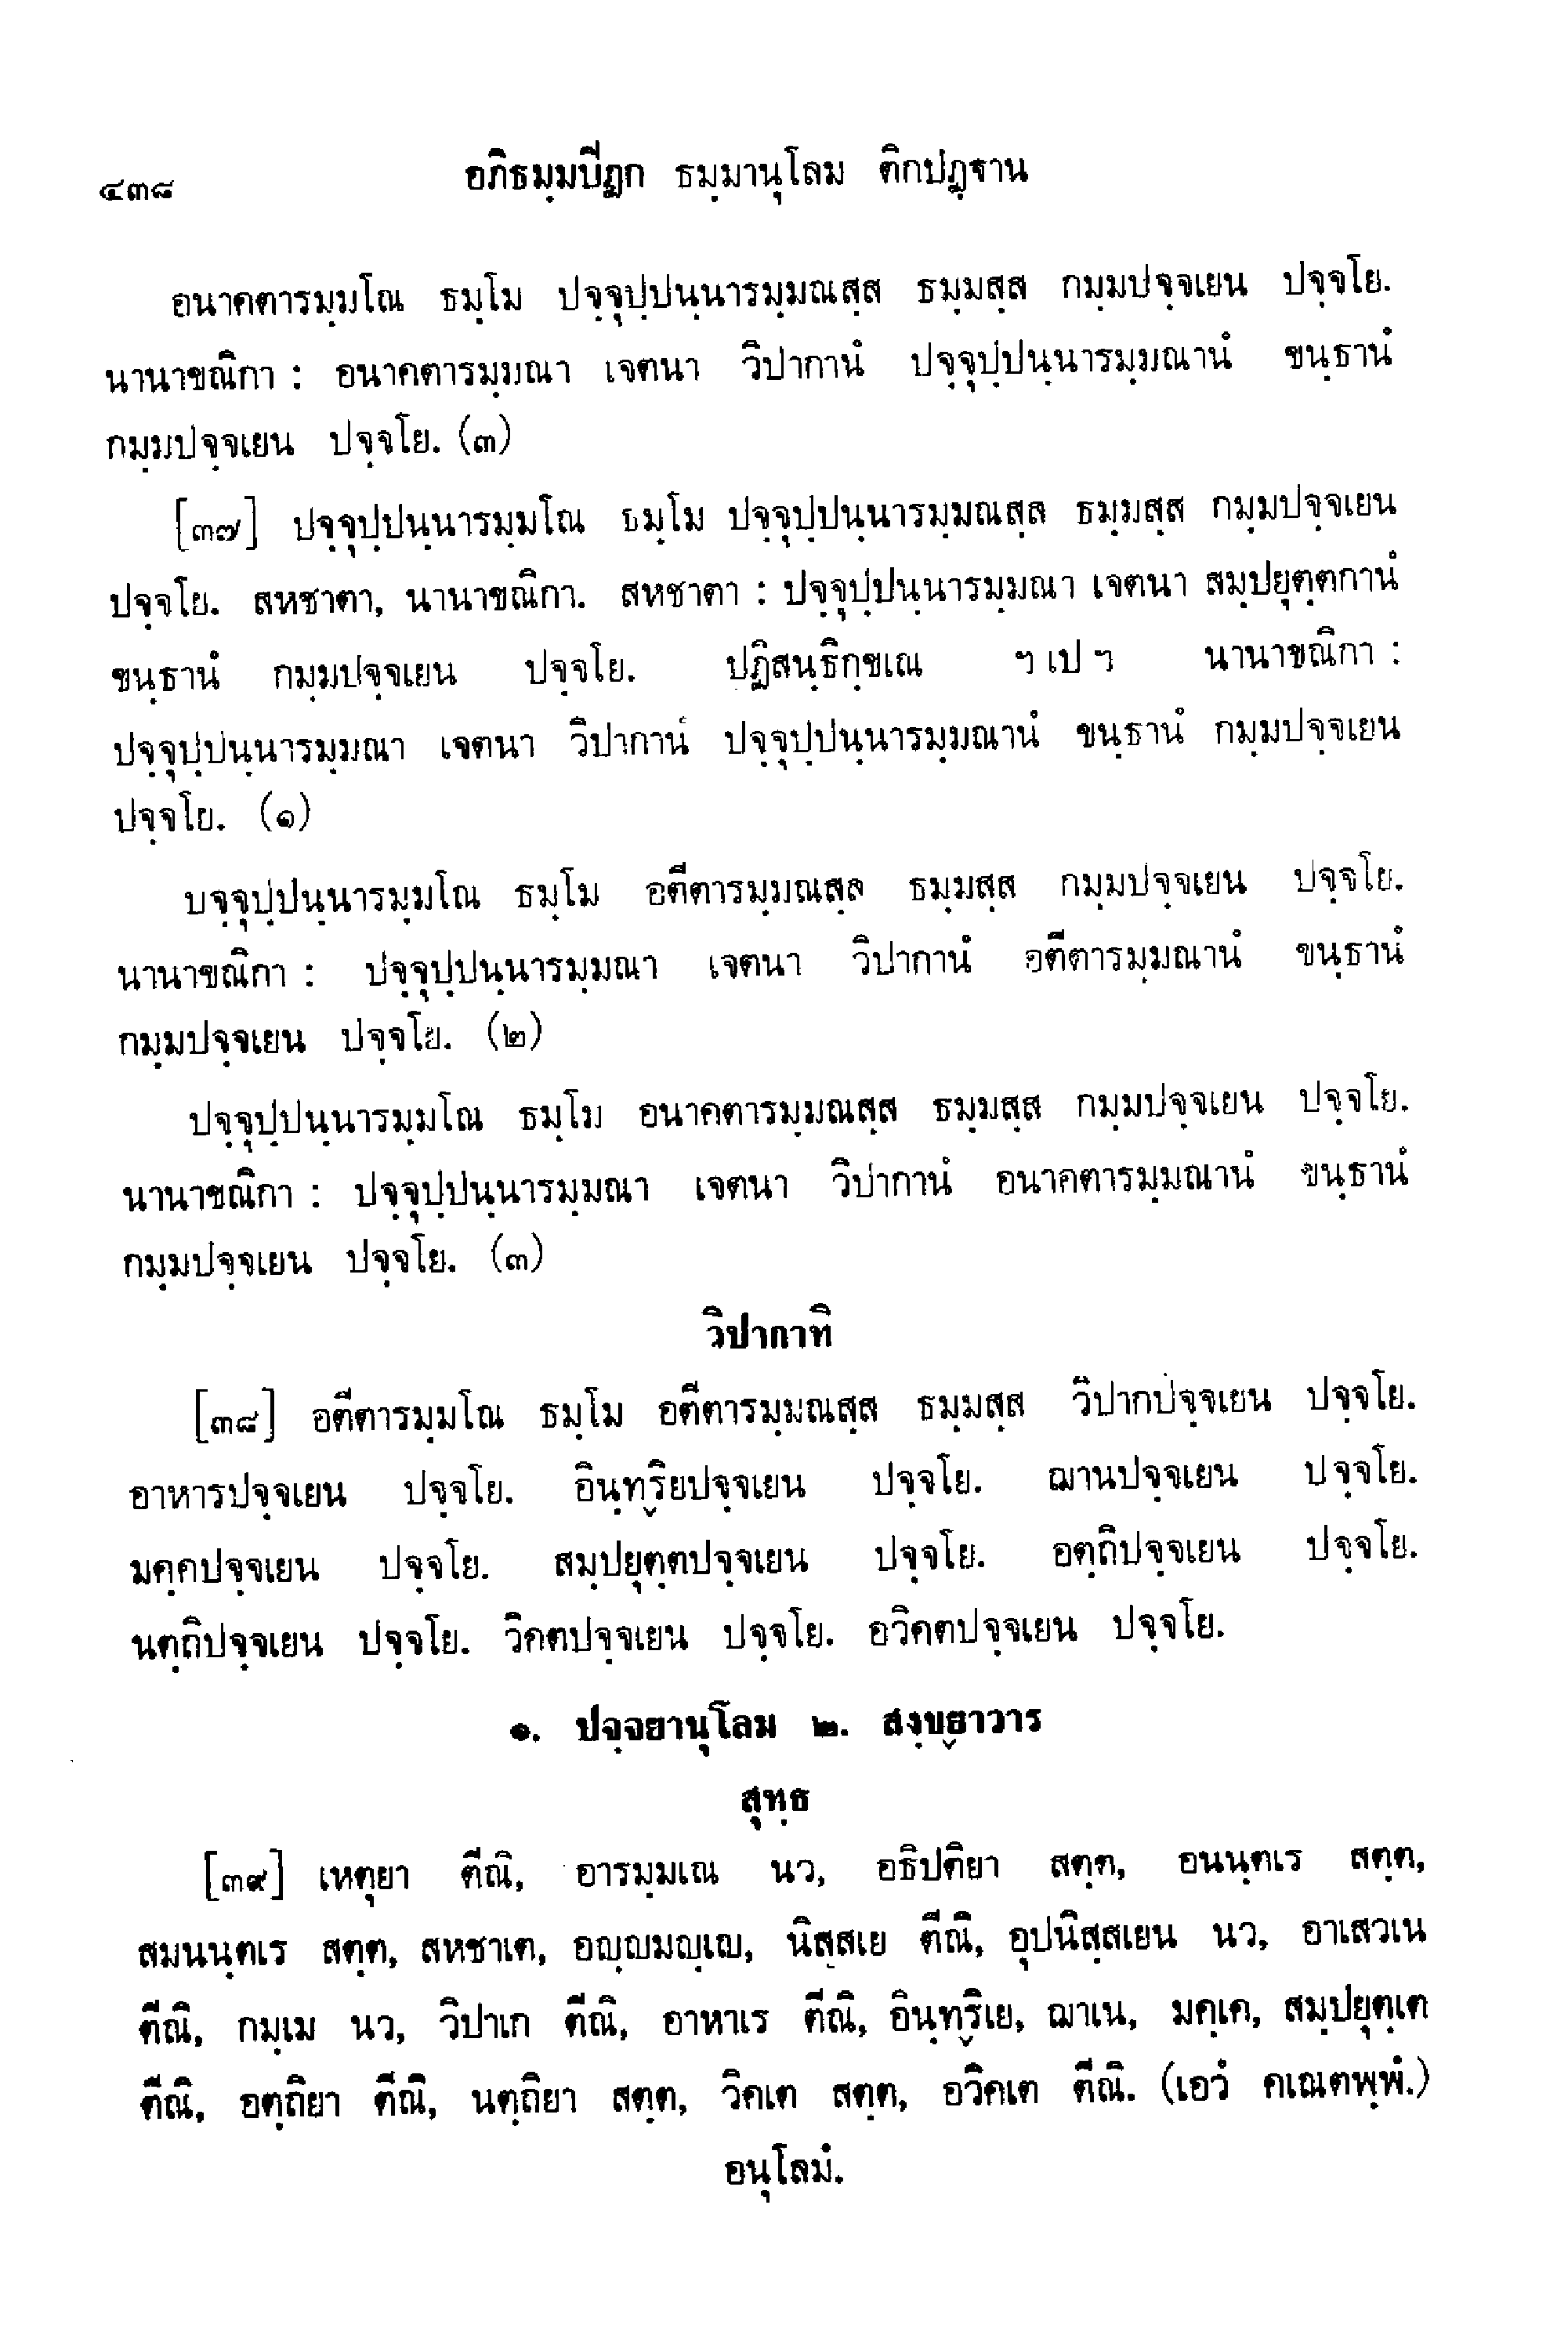 ๔๓๘ อภิธมฺมปีฏก ธมฺมานุโลม ติกปฏฺฐาน
อนาคตารมฺมโณ ธมฺโม ปจฺจุปฺปนฺนารมฺมณสฺส ธมฺมสฺส กมฺมปจฺจเยน ปจฺจโย.
นานาขณิกา : อนาคตารมฺมณา เจตนา วิปากานํ ปจฺจุปฺปนฺนารมฺมณานํ ขนฺธานํ
กมฺมปจฺจเยน ปจฺจโย. (๓)
[๓๗] ปจฺจุปฺปนฺนารมฺมโณ ธมฺโม ปจฺจุปฺปนฺนารมฺมณสฺส ธมฺมสฺส กมฺมปจฺจเยน
ปจฺจโย. สหชาตา, นานาขณิกา. สหชาตา : ปจฺจุปฺปนฺนารมฺมณา เจตนา สมฺปยุตฺตกานํ
ขนฺธานํ กมฺมปจฺจเยน ปจฺจโย. ปฏิสนฺธิกฺขเณ ฯ เป ฯ นานาขณิกา :
ปจฺจุปฺปนฺนารมฺมณา เจตนา วิปากานํ ปจฺจุปฺปนฺนารมฺมณานํ ขนฺธานํ กมฺมปจฺจเยน
ปจฺจโย. (๑)
ปจฺจุปฺปนฺนารมฺมโณ ธมฺโม อตีตารมฺมณสฺส ธมฺมสฺส กมฺมปจฺจเยน ปจฺจโย.
นานาขณิกา : ปจฺจุปฺปนฺนารมฺมณา เจตนา วิปากานํ อตีตารมฺมณานํ ขนฺธานํ
กมฺมปจฺจเยน ปจฺจโย. (๒)
ปจฺจุปฺปนฺนารมฺมโณ ธมฺโม อนาคตารมฺมณสฺส ธมฺมสฺส กมฺมปจฺจเยน ปจฺจโย.
นานาขณิกา : ปจฺจุปฺปนฺนารมฺมณา เจตนา วิปากานํ อนาคตารมฺมณานํ ขนฺธานํ
กมฺมปจฺจเยน ปจฺจโย. (๓)
วิปากาทิ
[๓๘] อตีตารมฺมโณ ธมฺโม อตีตารมฺมณสฺส ธมฺมสฺส วิปากปจฺจเยน ปจฺจโย.
อาหารปจฺจเยน ปจฺจโย. อินฺทฺริยปจฺจเยน ปจฺจโย. ฌานปจฺจเยน ปจฺจโย.
มคฺคปจฺจเยน ปจฺจโย. สมฺปยุตฺตปจฺจเยน ปจฺจโย. อตฺถิปจฺจเยน ปจฺจโย.
นตฺถิปจฺจเยน ปจฺจโย. วิคตปจฺจเยน ปจฺจโย. อวิคตปจฺจเยน ปจฺจโย.
๑. ปจฺจยานุโลม ๒. สงฺขฺยาวาร
สุทฺธ
[๓๙] เหตุยา ตีณิ, อารมฺมเณ นว, อธิปติยา สตฺต, อนนฺตเร สตฺต,
สมนนฺตเร สตฺต, สหชาเต, อญฺญมญฺเญ, นิสฺสเย ตีณิ, อุปนิสฺสเยน นว, อาเสวเน
ตีณิ, กมฺเม นว, วิปาเก ตีณิ, อาหาเร ตีณิ, อินฺทฺริเย, ฌาเน, มคฺเค, สมฺปยุตฺเต
ตีณิ, อตฺถิยา ตีณิ, นตฺถิยา สตฺต, วิคเต สตฺต, อวิคเต ตีณิ. (เอวํ คเณตพฺพํ.)
อนุโลมํ.